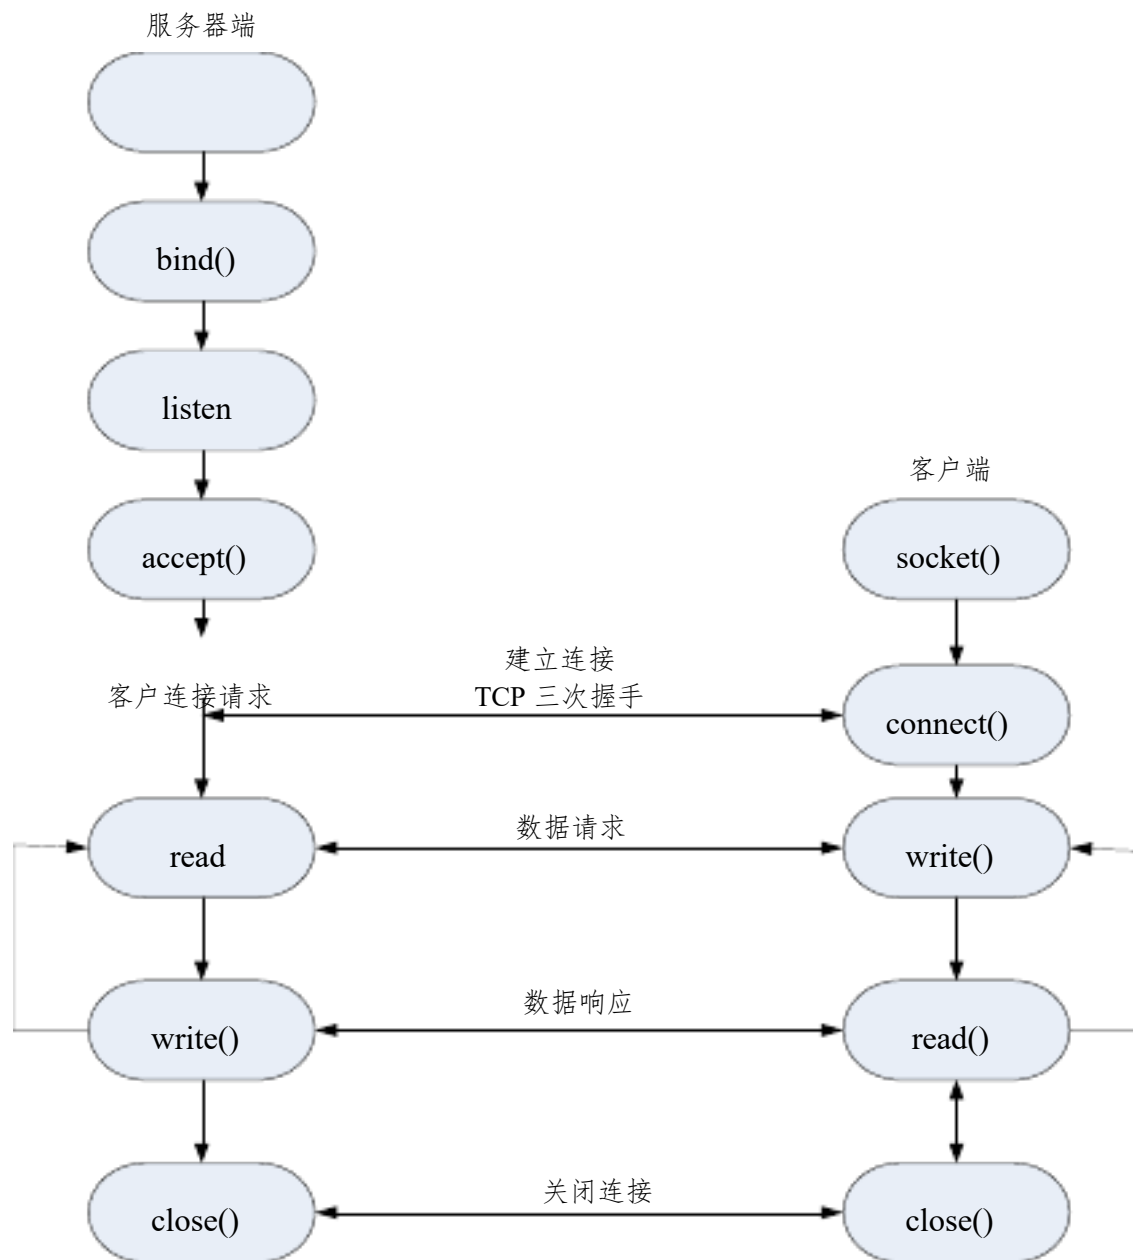 服务器端
bind()
listen
客户端
accept()
socket()
建立连接
客户连接请求
TCP 三次握手
connect()
数据请求
read
write()
数据响应
write()
read()
关闭连接
close()
close()